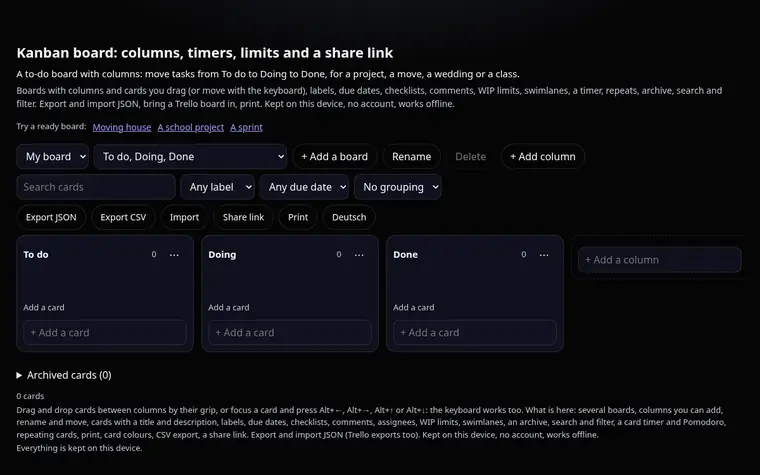 Kanban board: columns, timers, limits and a share link
A to-do board with columns: move tasks from To do to Doing to Done, for a project, a move, a wedding or a class.
Boards with columns and cards you drag (or move with the keyboard), labels, due dates, checklists, comments, WIP limits, swimlanes, a timer, repeats, archive, search and
filter. Export and import JSON, bring a Trello board in, print. Kept on this device, no account, works offline.
Try a ready board: Moving house A school project A sprint
My board To do, Doing, Done + Add a board Rename Delete + Add column
Search cards Any label Any due date No grouping
Export JSON Export CSV Import Share link Print Deutsch
To do 0 ... Doing 0 ... Done 0 ...
+ Add a column
Add a card Add a card Add a card
+ Add a card + Add a card + Add a card
Archived cards (0)
0 cards
Drag and drop cards between columns by their grip, or focus a card and press Alt+←, Alt+→, Alt+↑ or Alt+↓: the keyboard works too. What is here: several boards, columns you can add,
rename and move, cards with a title and description, labels, due dates, checklists, comments, assignees, WIP limits, swimlanes, an archive, search and filter, a card timer and Pomodoro,
repeating cards, print, card colours, CSV export, a share link. Export and import JSON (Trello exports too). Kept on this device, no account, works offline.
Everything is kept on this device.